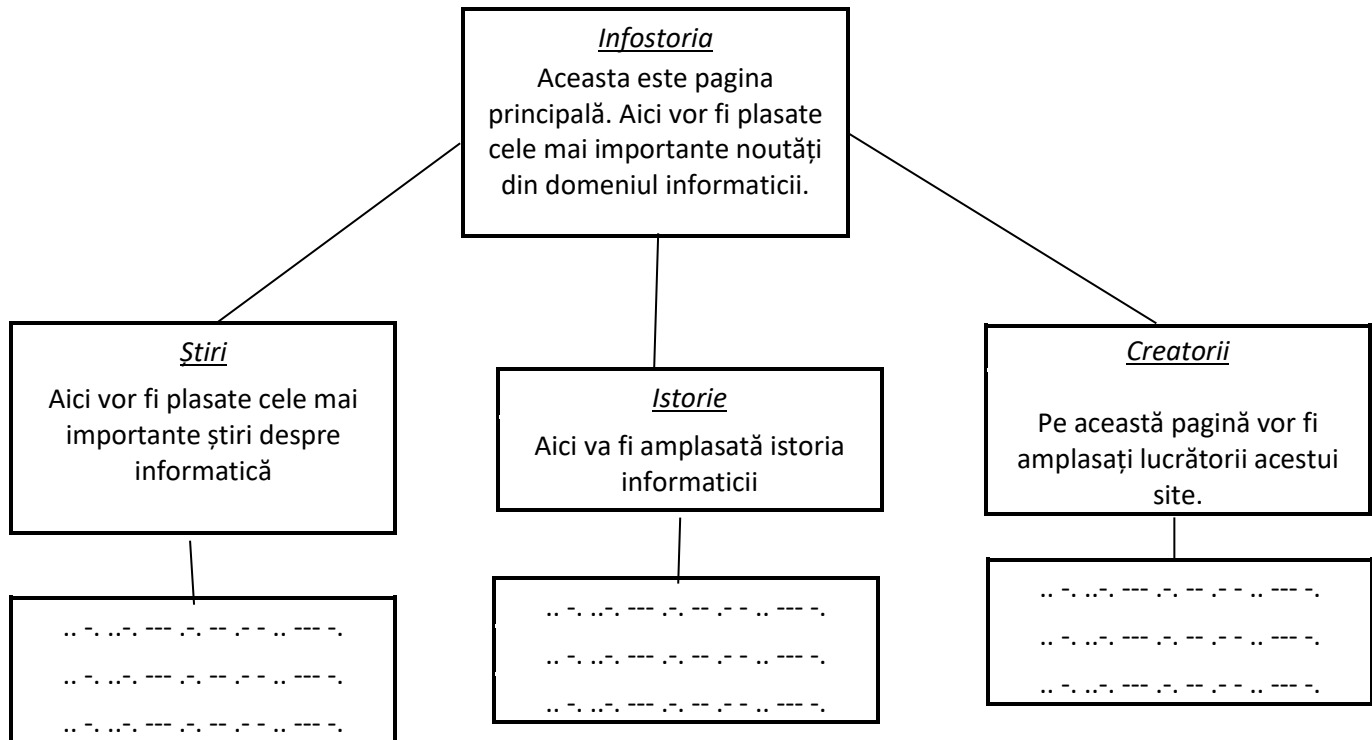 Infostoria
Aceasta este pagina
principală. Aici vor fi plasate
cele mai importante noutăți
din domeniul informaticii.
Știri
Aici vor fi plasate cele mai
importante știri despre
informatică
Istorie
Aici va fi amplasată istoria
informaticii
Creatorii
Pe această pagină vor fi
amplasați lucrătorii acestui
site.
.. -. ..-. --- .-. -- .- - .. --- -.
.. -. ..-. --- .-. -- .- - .. --- -.
.. -. ..-. --- .-. -- .- - .. --- -.
.. -. ..-. --- .-. -- .- - .. --- -.
.. -. ..-. --- .-. -- .- - .. --- -.
.. -. ..-. --- .-. -- .- - .. --- -.
.. -. ..-. --- .-. -- .- - .. --- -.
.. -. ..-. --- .-. -- .- - .. --- -.
.. -. ..-. --- .-. -- .- - .. --- -.